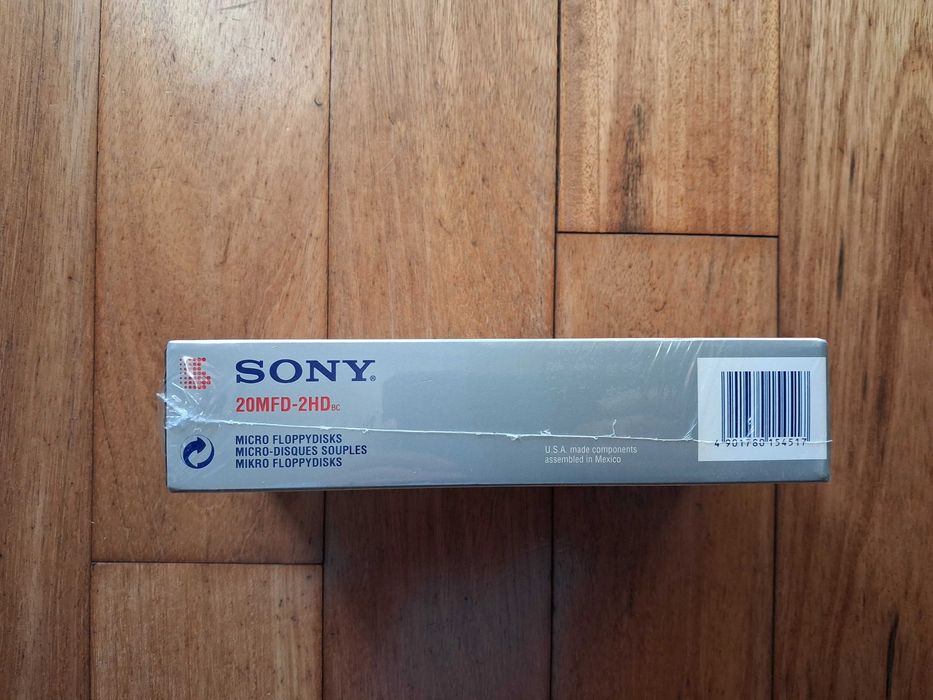 SONY®
20MFD-2HD BC
MICRO FLOPPYDISKS
MICRO-DISQUES SOUPLES
MIKRO FLOPPYDISKS
U.S.A. made components
assembled in Mexico
4 901780 154517